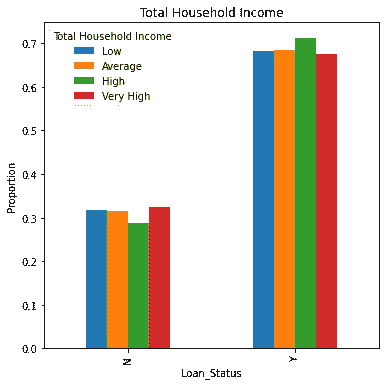 Total Household Income
Total Household Income
Low
Average
High
Very High
0.7
0.6
0.5
0.4
0.3
0.2
0.1
0.0
Proportion
N
Y
Loan_Status